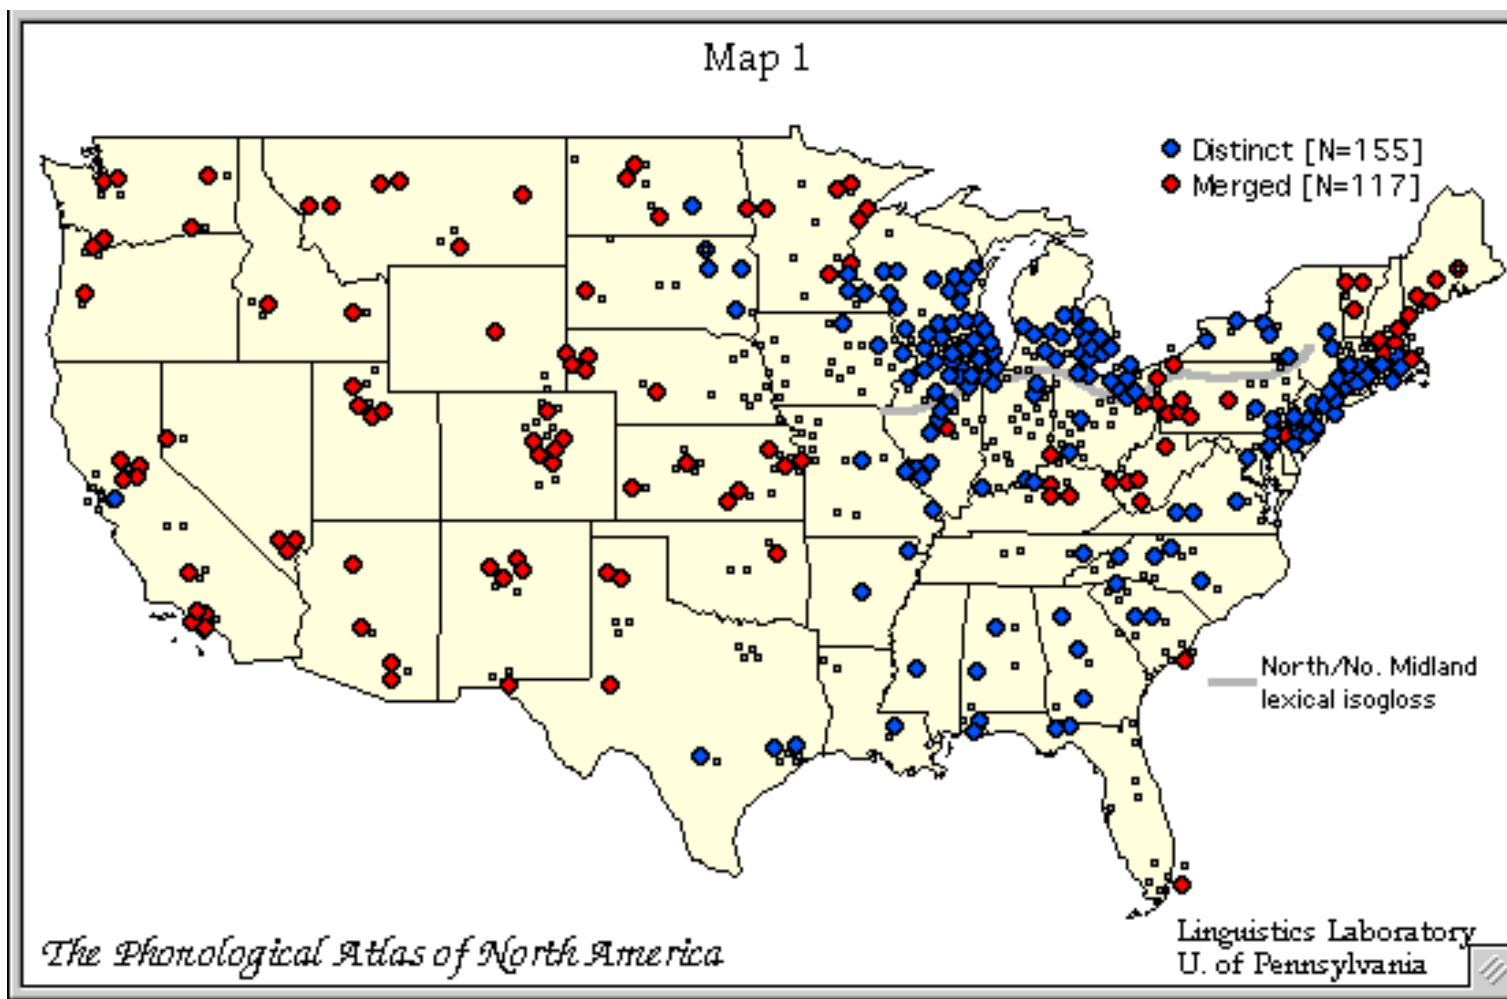 Map 1
Distinct [N=155]
Merged [N=117]
North/No. Midland
lexical isogloss
The Phonological Atlas of North America
Linguistics Laboratory
U. of Pennsylvania